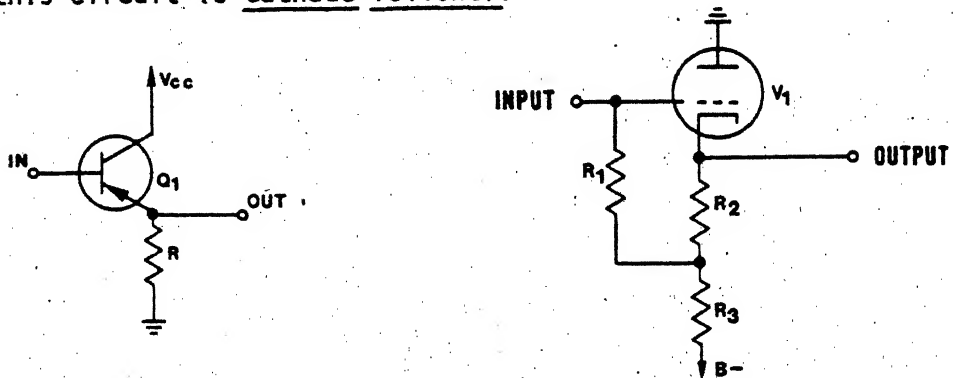 this circuit is cathode follower.
Vcc
IN
Q1
OUT
R
V1
INPUT
OUTPUT
R1
R2
R3
B-